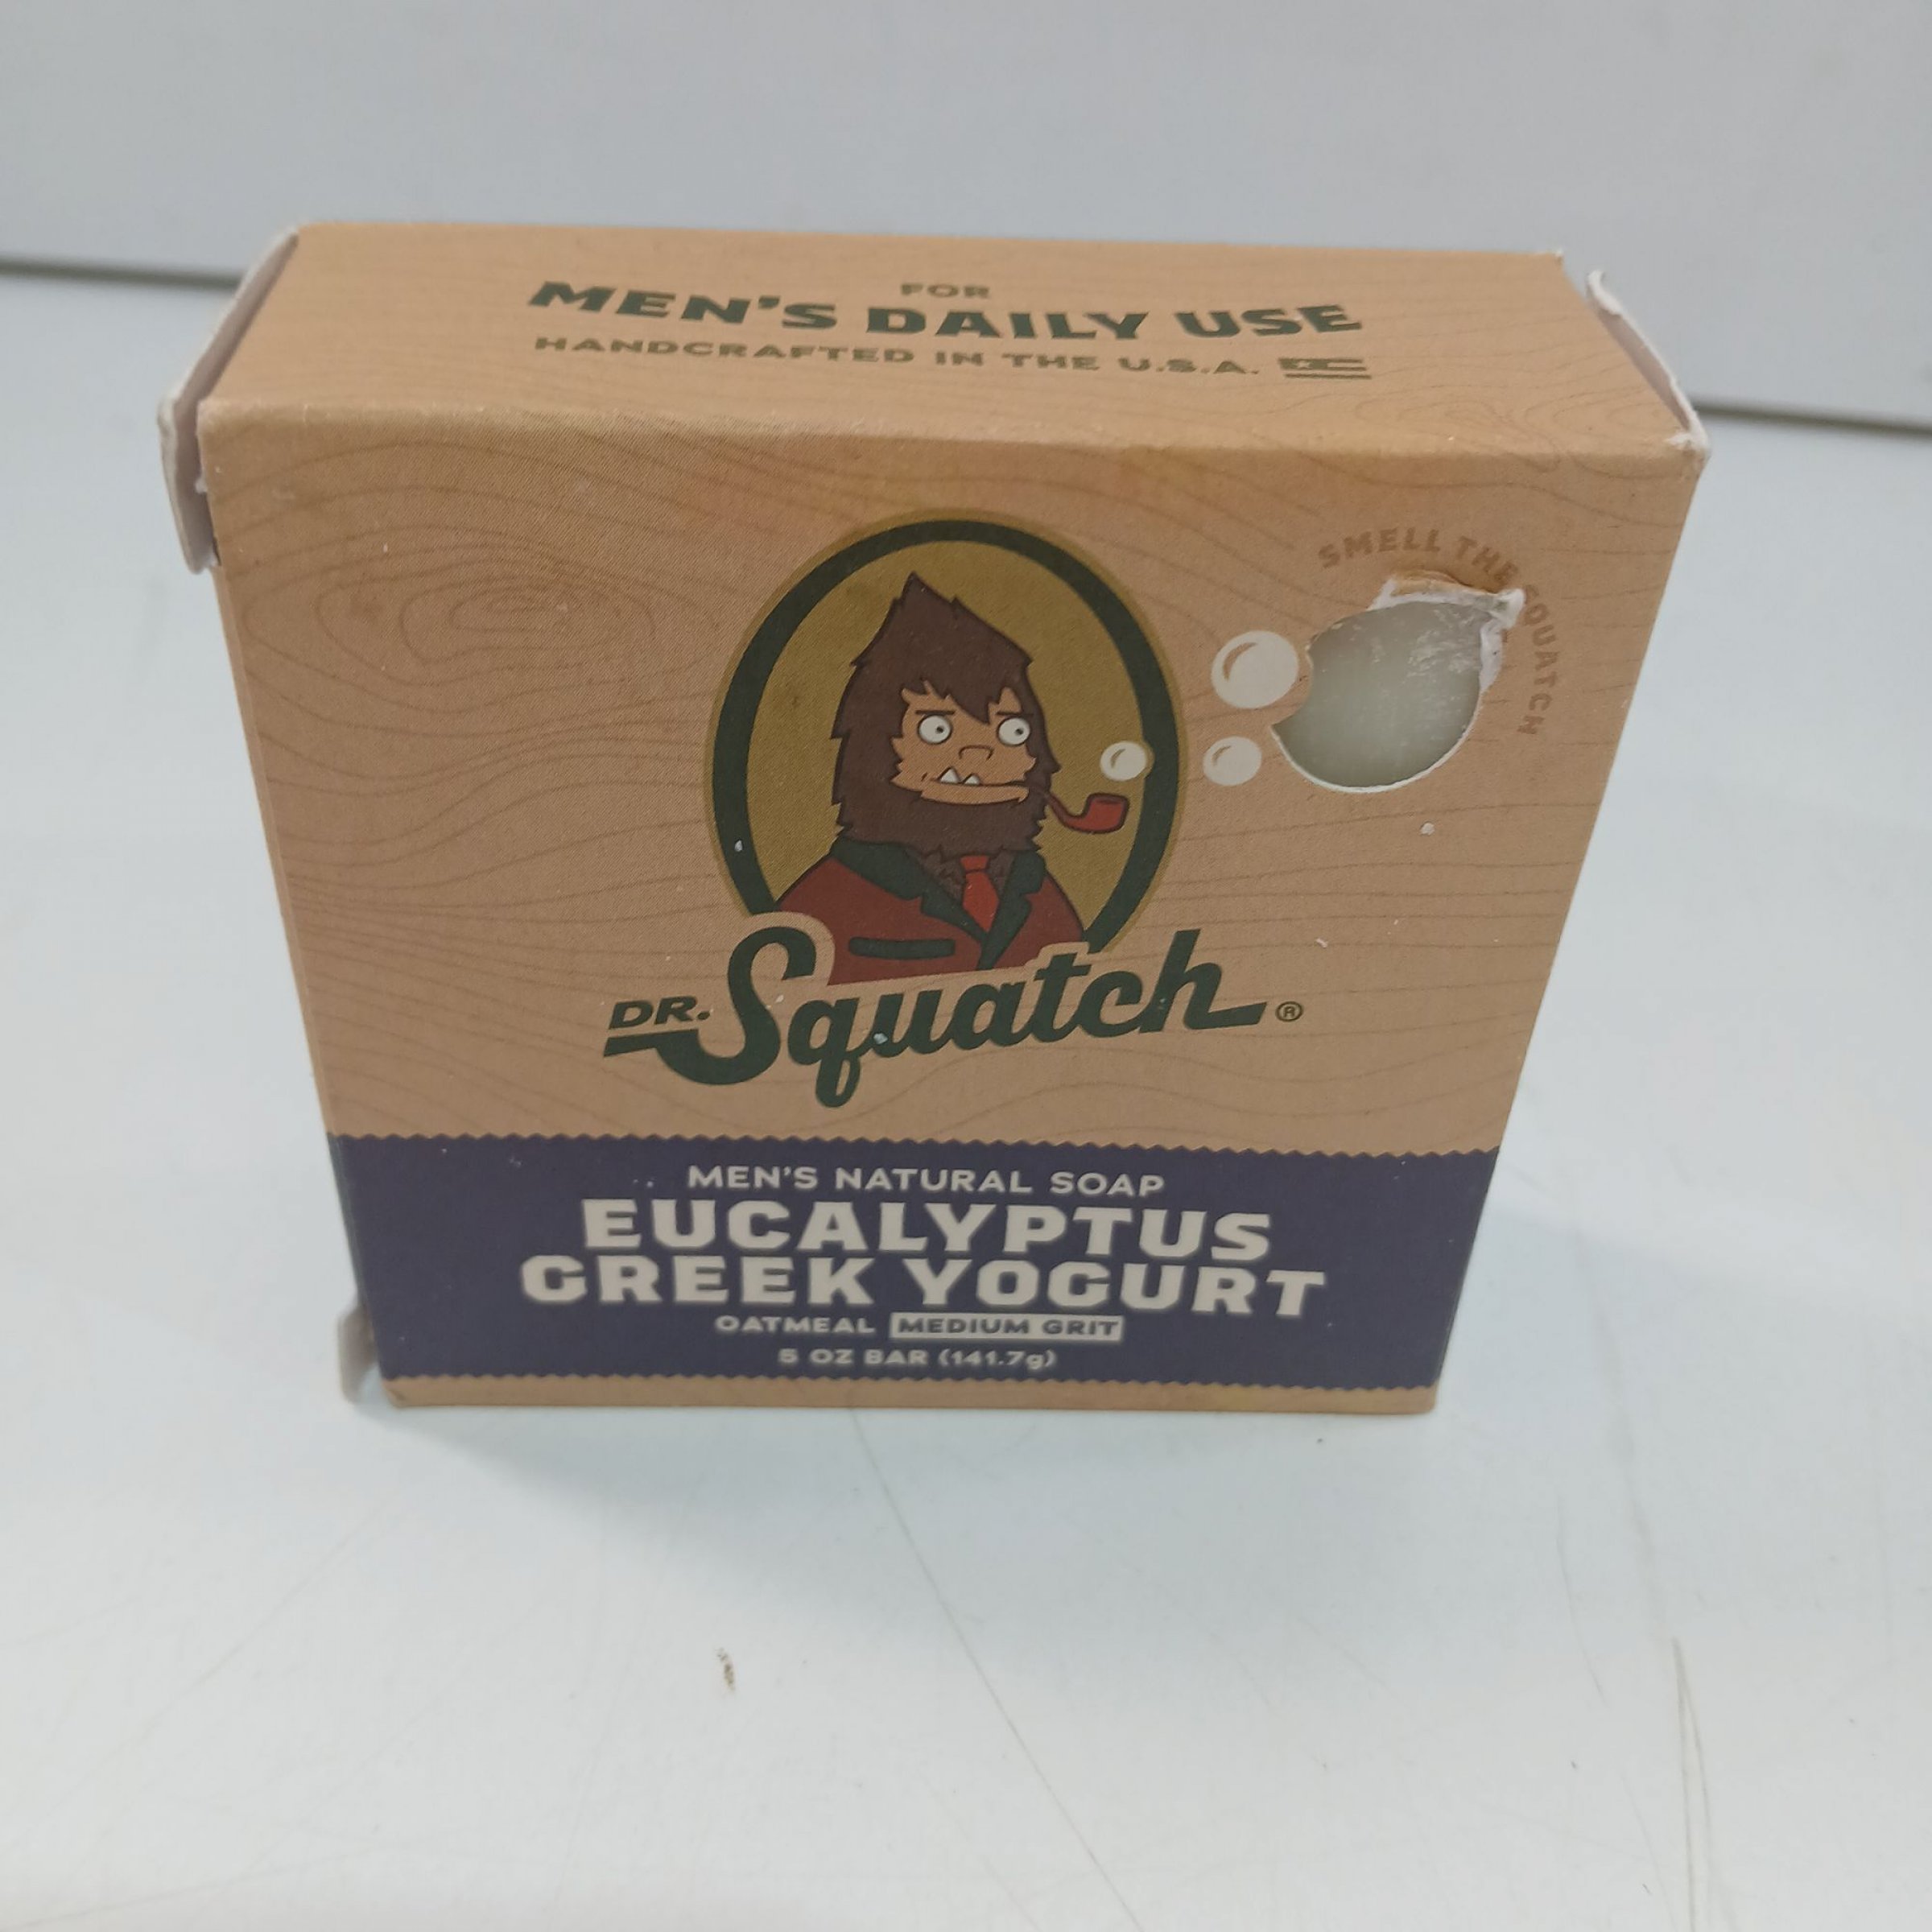 FOR
MEN'S DAILY USE
HANDCRAFTED IN THE U.S.A.
SMELL THE SQUATCH
DR. Squatch ®
MEN'S NATURAL SOAP
EUCALYPTUS
GREEK YOGURT
OATMEAL MEDIUM GRIT
5 OZ BAR (141.7g)